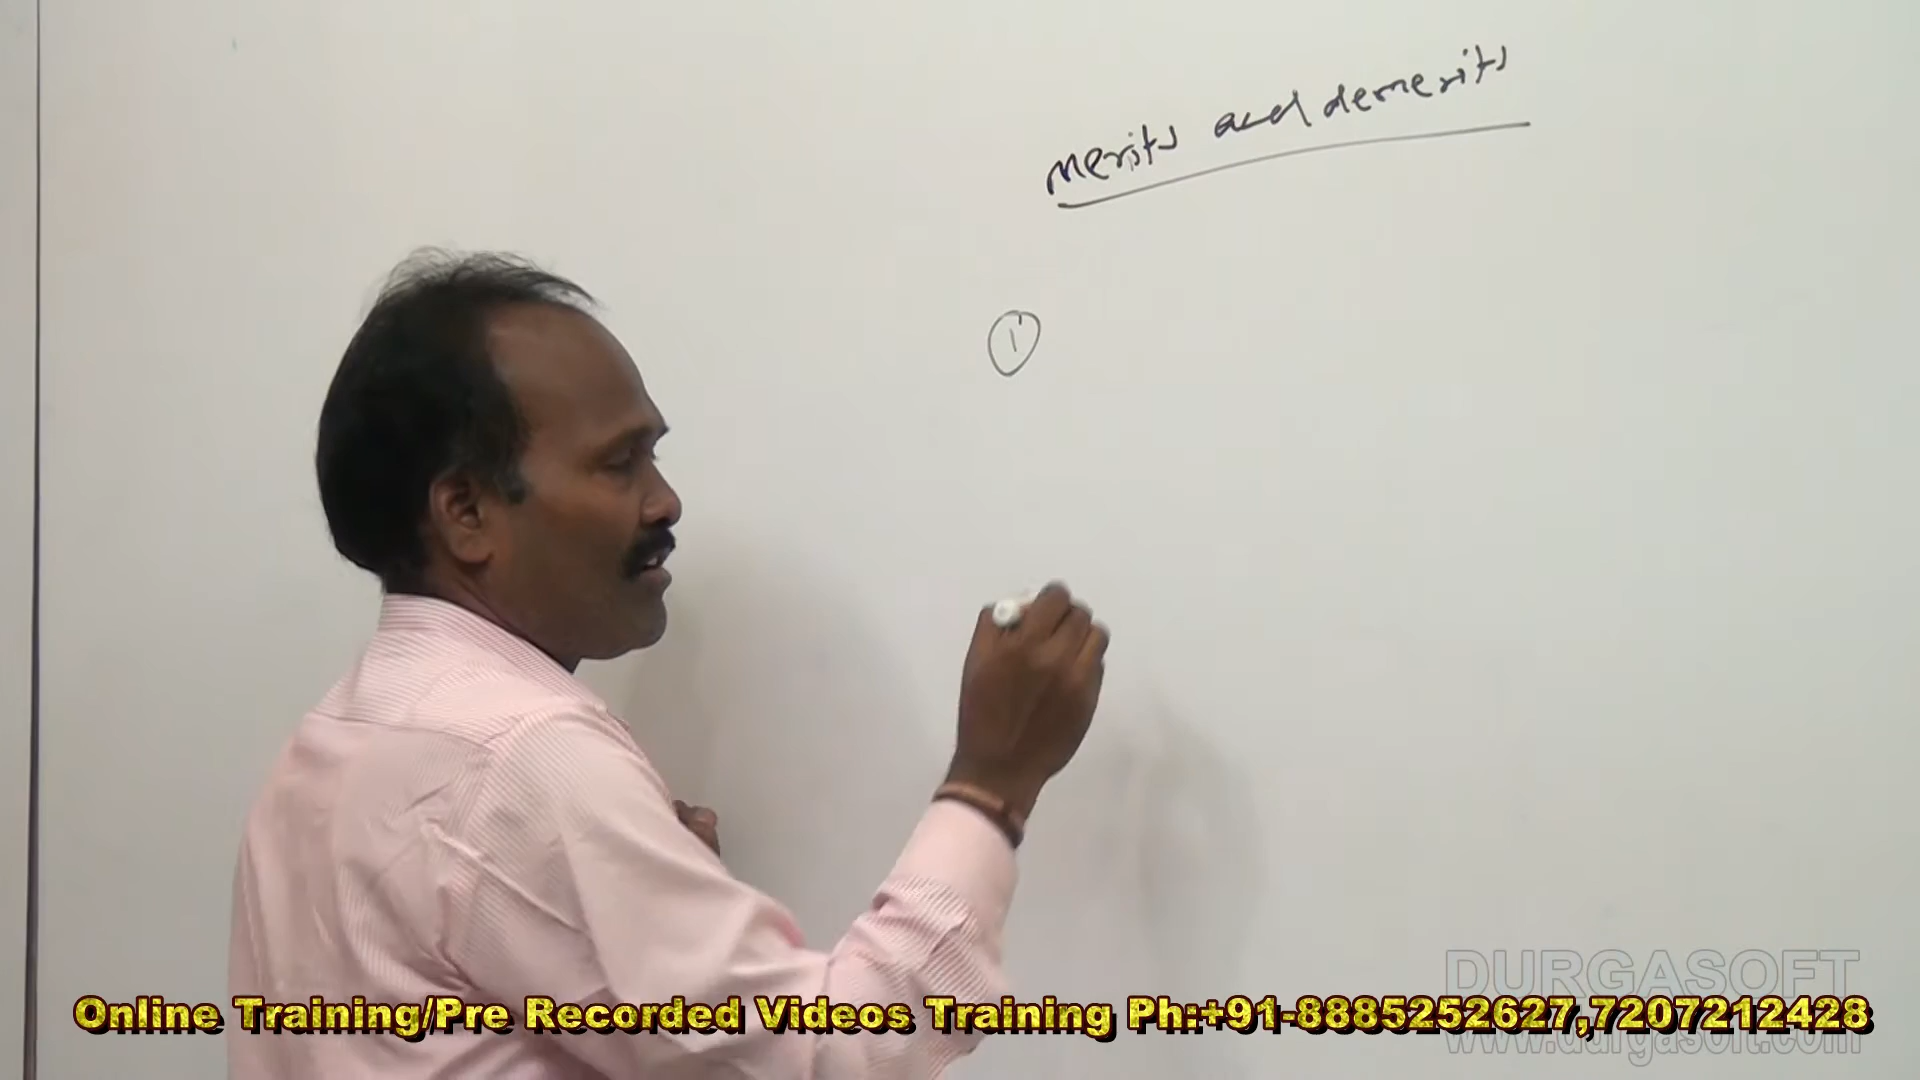 merits and demerits
1
DURGASOFT
Online Training/Pre Recorded Videos Training Ph:+91-8885252627,7207212428
www.durgasoft.com